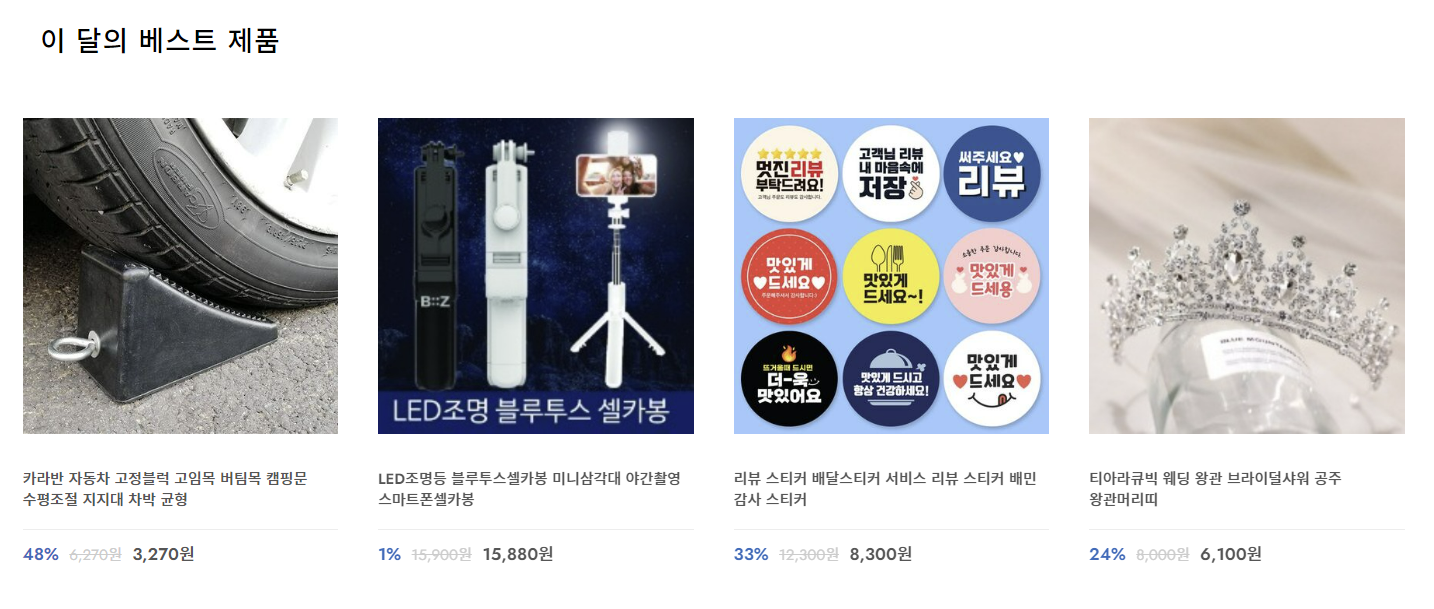 이 달의 베스트 제품
B::Z
LED조명 블루투스 셀카봉
멋진리뷰
부탁드려요!
고객님 리뷰
내 마음속에
저장
써주세요♥
리뷰
맛있게
♥드세요♥
맛있게
드세요~!
소중한 주문 감사합니다
맛있게
드세용
뜨거울때 드시면
더-욱
맛있어요
맛있게 드시고
항상 건강하세요!
맛있게
♥드세요♥
BLUE MOUNTAIN
카라반 자동차 고정블럭 고임목 버팀목 캠핑문
수평조절 지지대 차박 균형
LED조명등 블루투스셀카봉 미니삼각대 야간촬영
스마트폰셀카봉
리뷰 스티커 배달스티커 서비스 리뷰 스티커 배민
감사 스티커
티아라큐빅 웨딩 왕관 브라이덜샤워 공주
왕관머리띠
48% 6,270원 3,270원
1% 15,900원 15,880원
33% 12,300원 8,300원
24% 8,000원 6,100원